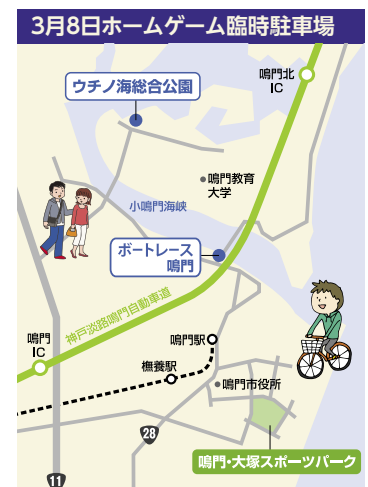 3月8日ホームゲーム臨時駐車場
鳴門北
IC
ウチノ海総合公園
鳴門教育
大学
小鳴門海峡
ボートレース
鳴門
神戸淡路鳴門自動車道
鳴門
IC
鳴門駅
撫養駅
鳴門市役所
28
鳴門・大塚スポーツパーク
11